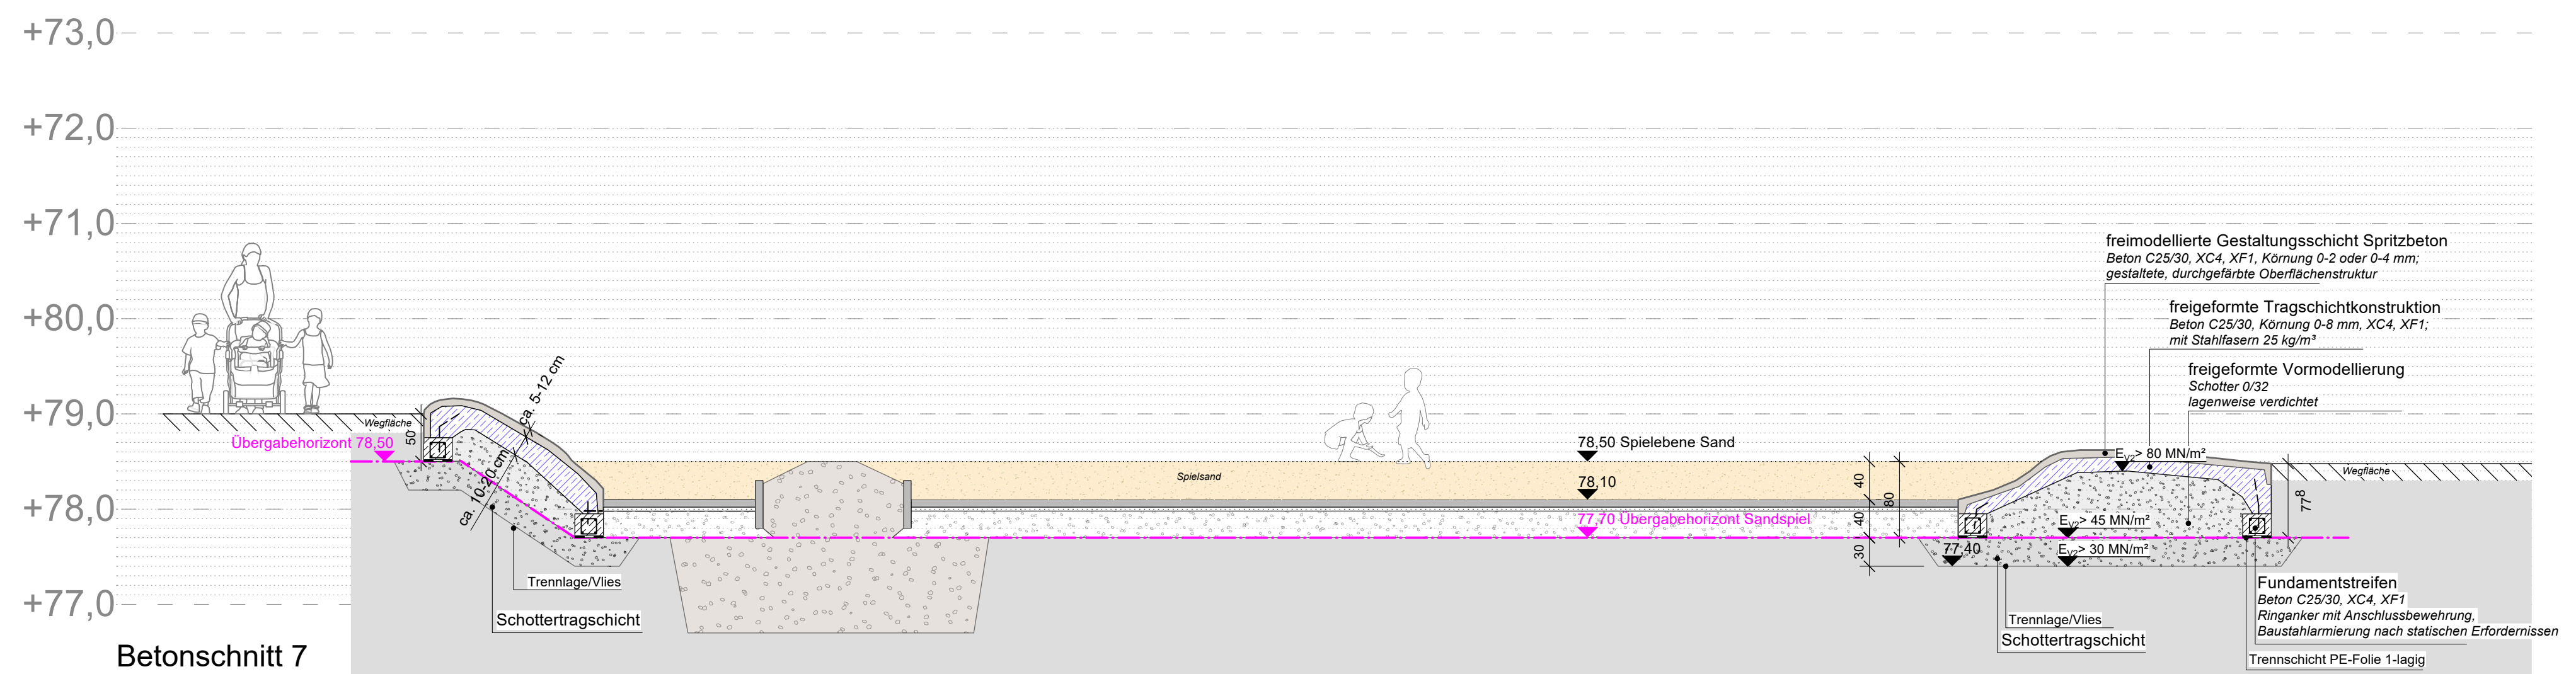 +73,0
+72,0
+71,0
+80,0
+79,0
+78,0
+77,0
freimodellierte Gestaltungsschicht Spritzbeton
Beton C25/30, XC4, XF1, Körnung 0-2 oder 0-4 mm;
gestaltete, durchgefärbte Oberflächenstruktur
freigeformte Tragschichtkonstruktion
Beton C25/30, Körnung 0-8 mm, XC4, XF1;
mit Stahlfasern 25 kg/m³
freigeformte Vormodellierung
Schotter 0/32
lagenweise verdichtet
Wegfläche
Übergabehorizont 78,50
50
ca. 5-12 cm
ca. 10-20 cm
Trennlage/Vlies
Schottertragschicht
Spielsand
78,50 Spielebene Sand
78,10
77,70 Übergabehorizont Sandspiel
40
40
30
80
77,40
EV2> 80 MN/m²
EV2> 45 MN/m²
EV2> 30 MN/m²
Wegfläche
77⁸
Fundamentstreifen
Beton C25/30, XC4, XF1
Ringanker mit Anschlussbewehrung,
Baustahlarmierung nach statischen Erfordernissen
Trennlage/Vlies
Schottertragschicht
Trennschicht PE-Folie 1-lagig
Betonschnitt 7